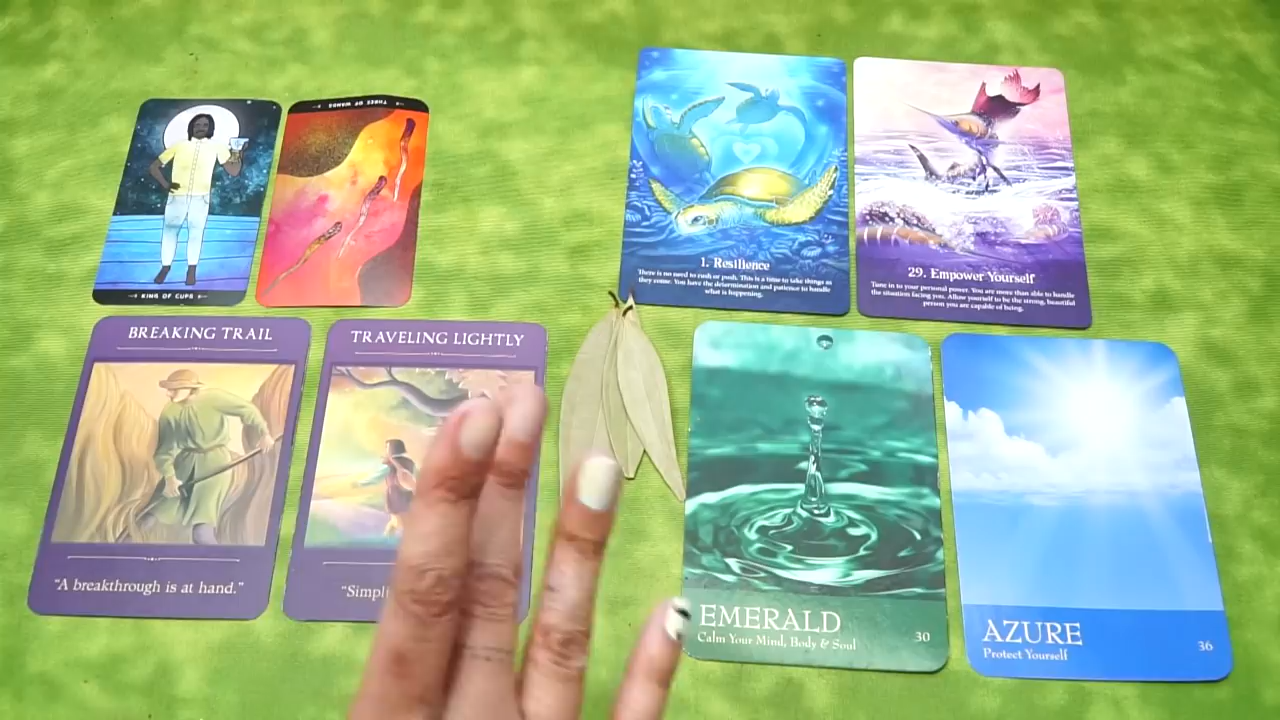 THREE OF WANDS
KING OF CUPS
1. Resilience
There is no need to rush or push. This is a time to take things as
they come. You have the determination and patience to handle
what is happening.
29. Empower Yourself
Tune in to your personal power. You are more than able to handle
the situation facing you. Allow yourself to be the strong, beautiful
person you are capable of being.
BREAKING TRAIL
"A breakthrough is at hand."
TRAVELING LIGHTLY
"Simpli
EMERALD
Calm Your Mind, Body & Soul
30
AZURE
Protect Yourself
36